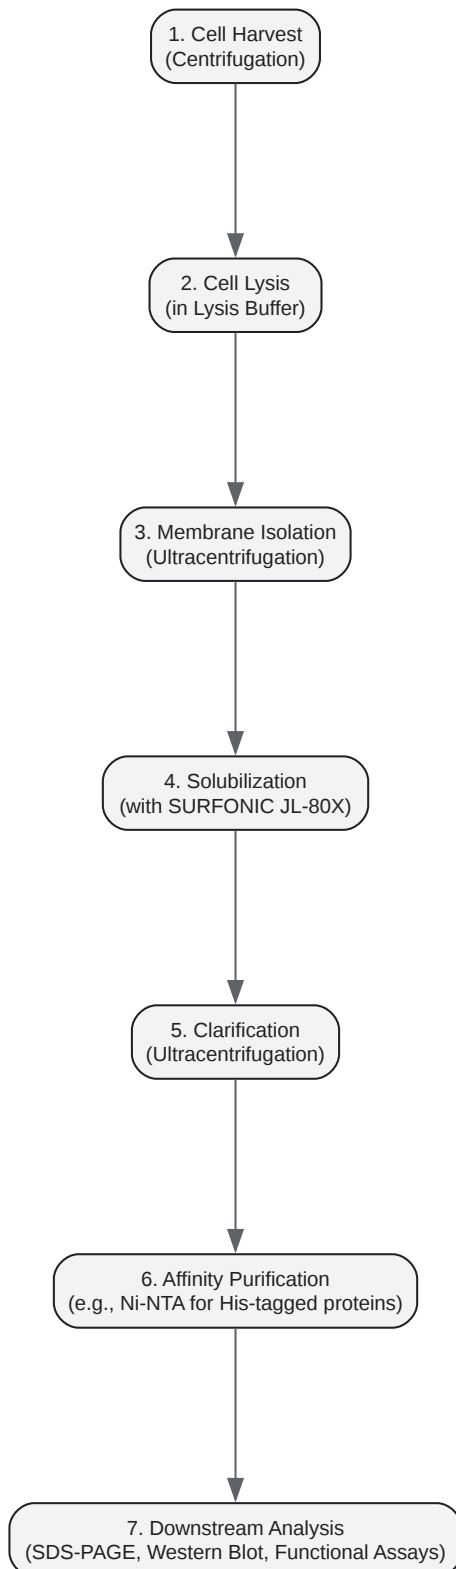 1. Cell Harvest
(Centrifugation)
2. Cell Lysis
(in Lysis Buffer)
3. Membrane Isolation
(Ultracentrifugation)
4. Solubilization
(with SURFONIC JL-80X)
5. Clarification
(Ultracentrifugation)
6. Affinity Purification
(e.g., Ni-NTA for His-tagged proteins)
7. Downstream Analysis
(SDS-PAGE, Western Blot, Functional Assays)